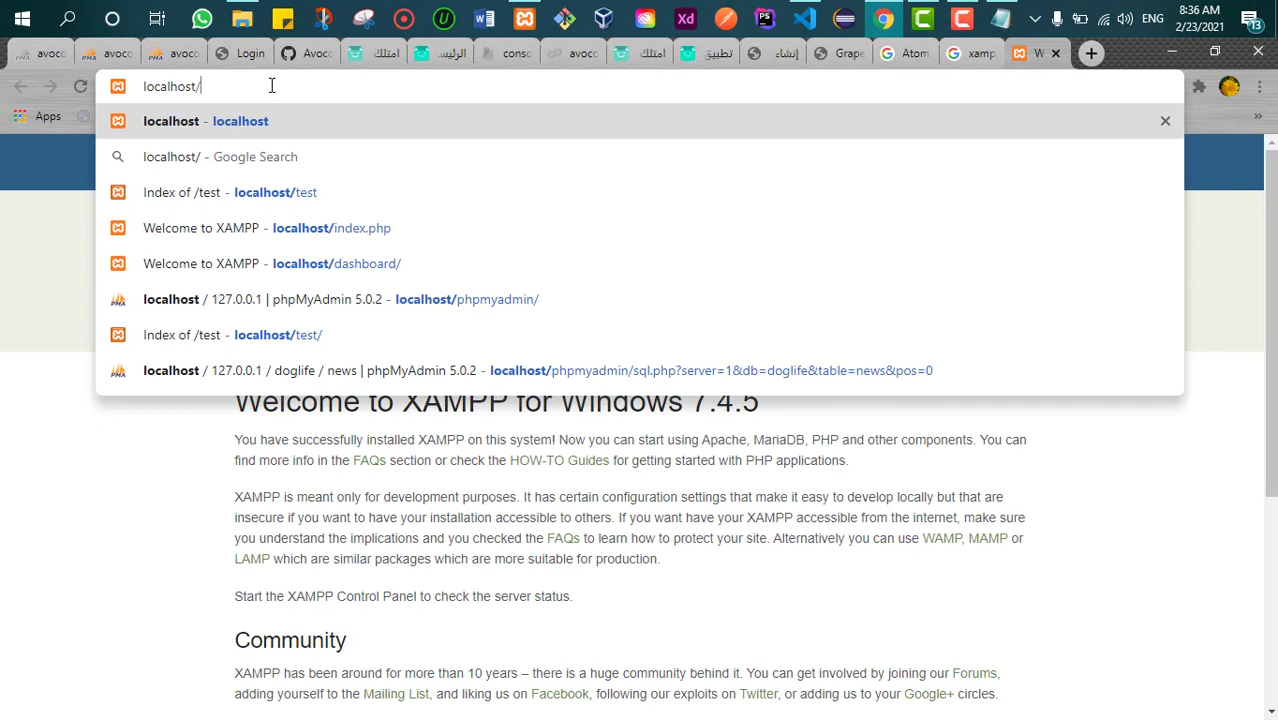 8:36 AM
ENG
2/23/2021
13
avoco
avoco
avoco
Login
Avoc
امتلك
الرئيس
conso
avoco
امتلك
تطبيق
إنشاء
Grape
Atom
xamp
W
localhost/
Apps
localhost - localhost
localhost/ - Google Search
Index of /test - localhost/test
Welcome to XAMPP - localhost/index.php
Welcome to XAMPP - localhost/dashboard/
localhost / 127.0.0.1 | phpMyAdmin 5.0.2 - localhost/phpmyadmin/
Index of /test - localhost/test/
localhost / 127.0.0.1 / doglife / news | phpMyAdmin 5.0.2 - localhost/phpmyadmin/sql.php?server=1&db=doglife&table=news&pos=0
Welcome to XAMPP for Windows 7.4.5
You have successfully installed XAMPP on this system! Now you can start using Apache, MariaDB, PHP and other components. You can
find more info in the FAQs section or check the HOW-TO Guides for getting started with PHP applications.
XAMPP is meant only for development purposes. It has certain configuration settings that make it easy to develop locally but that are
insecure if you want to have your installation accessible to others. If you want have your XAMPP accessible from the internet, make sure
you understand the implications and you checked the FAQs to learn how to protect your site. Alternatively you can use WAMP, MAMP or
LAMP which are similar packages which are more suitable for production.
Start the XAMPP Control Panel to check the server status.
Community
XAMPP has been around for more than 10 years – there is a huge community behind it. You can get involved by joining our Forums,
adding yourself to the Mailing List, and liking us on Facebook, following our exploits on Twitter, or adding us to your Google+ circles.